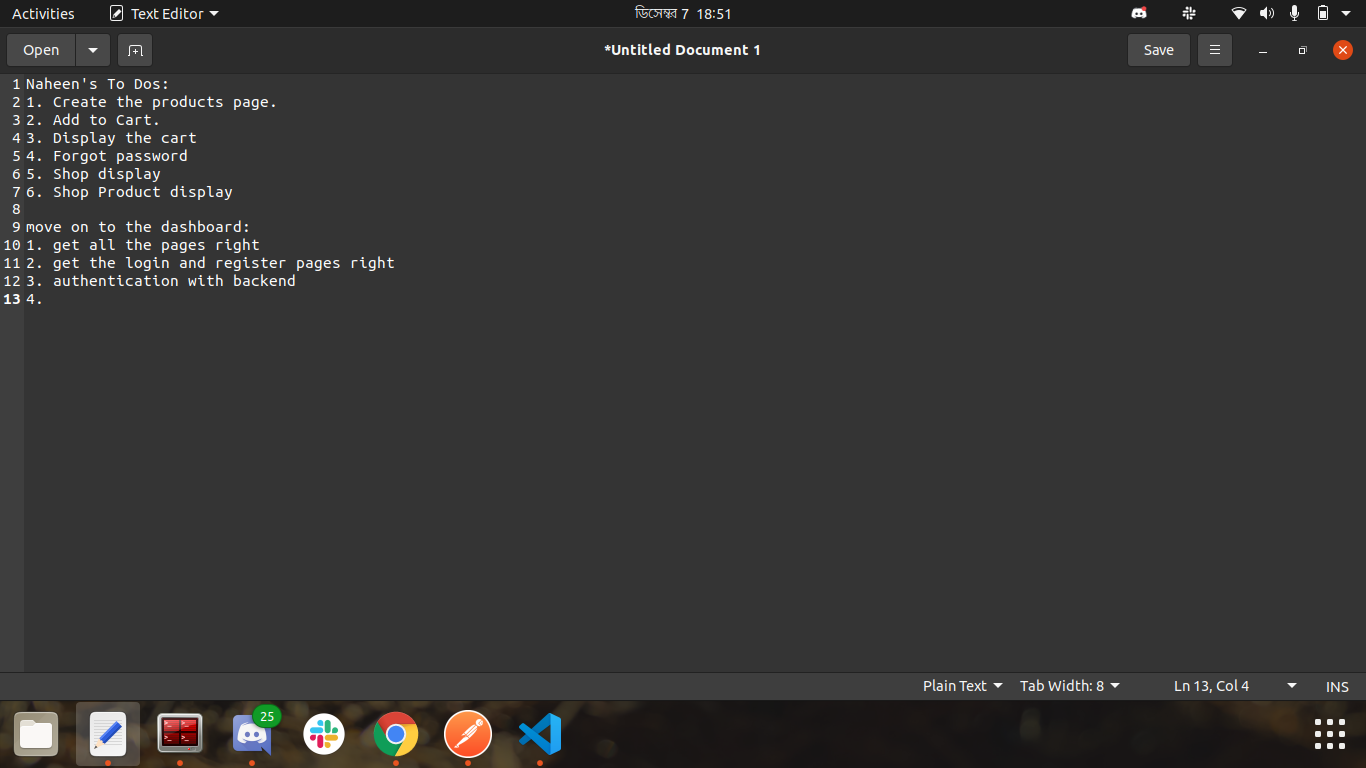 Activities Text Editor ডিসেম্বর 7 18:51
Open *Untitled Document 1 Save
1 Naheen's To Dos:
2 1. Create the products page.
3 2. Add to Cart.
4 3. Display the cart
5 4. Forgot password
6 5. Shop display
7 6. Shop Product display
8
9 move on to the dashboard:
10 1. get all the pages right
11 2. get the login and register pages right
12 3. authentication with backend
13 4.
Plain Text Tab Width: 8 Ln 13, Col 4 INS
25